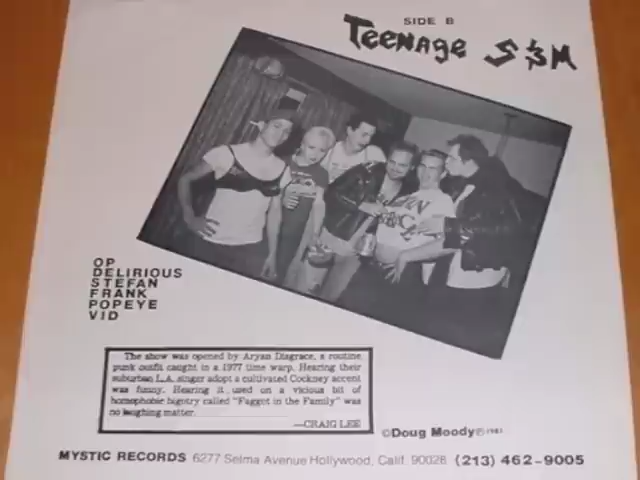 SIDE B
TEENAGE S&M
OP
DELIRIOUS
STEFAN
FRANK
POPEYE
VID
The show was opened by Aryan Disgrace, a routine
punk outfit caught in a 1977 time warp. Hearing their
suburban L.A. singer adopt a cultivated Cockney accent
was funny. Hearing it used on a vicious bit of
homophobic bigotry called "Faggot in the Family" was
no laughing matter.
—CRAIG LEE
©Doug Moody℗1983
MYSTIC RECORDS 6277 Selma Avenue Hollywood, Calif. 90028 (213) 462-9005